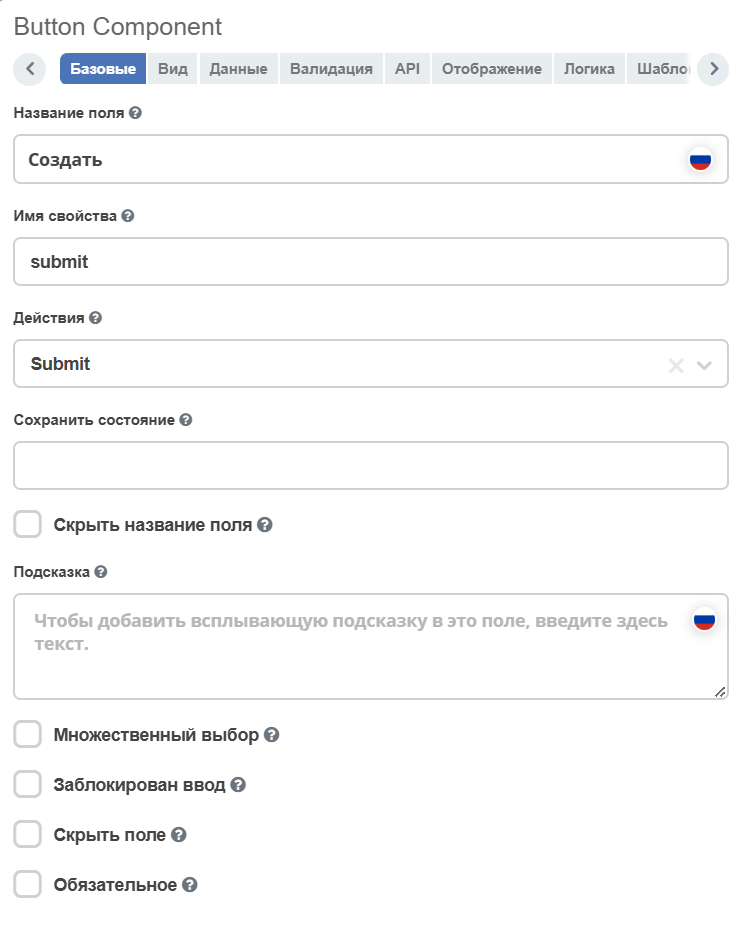 Button Component
Базовые Вид Данные Валидация API Отображение Логика Шабло
Название поля
Создать
Имя свойства
submit
Действия
Submit
Сохранить состояние
Скрыть название поля
Подсказка
Чтобы добавить всплывающую подсказку в это поле, введите здесь
текст.
Множественный выбор
Заблокирован ввод
Скрыть поле
Обязательное